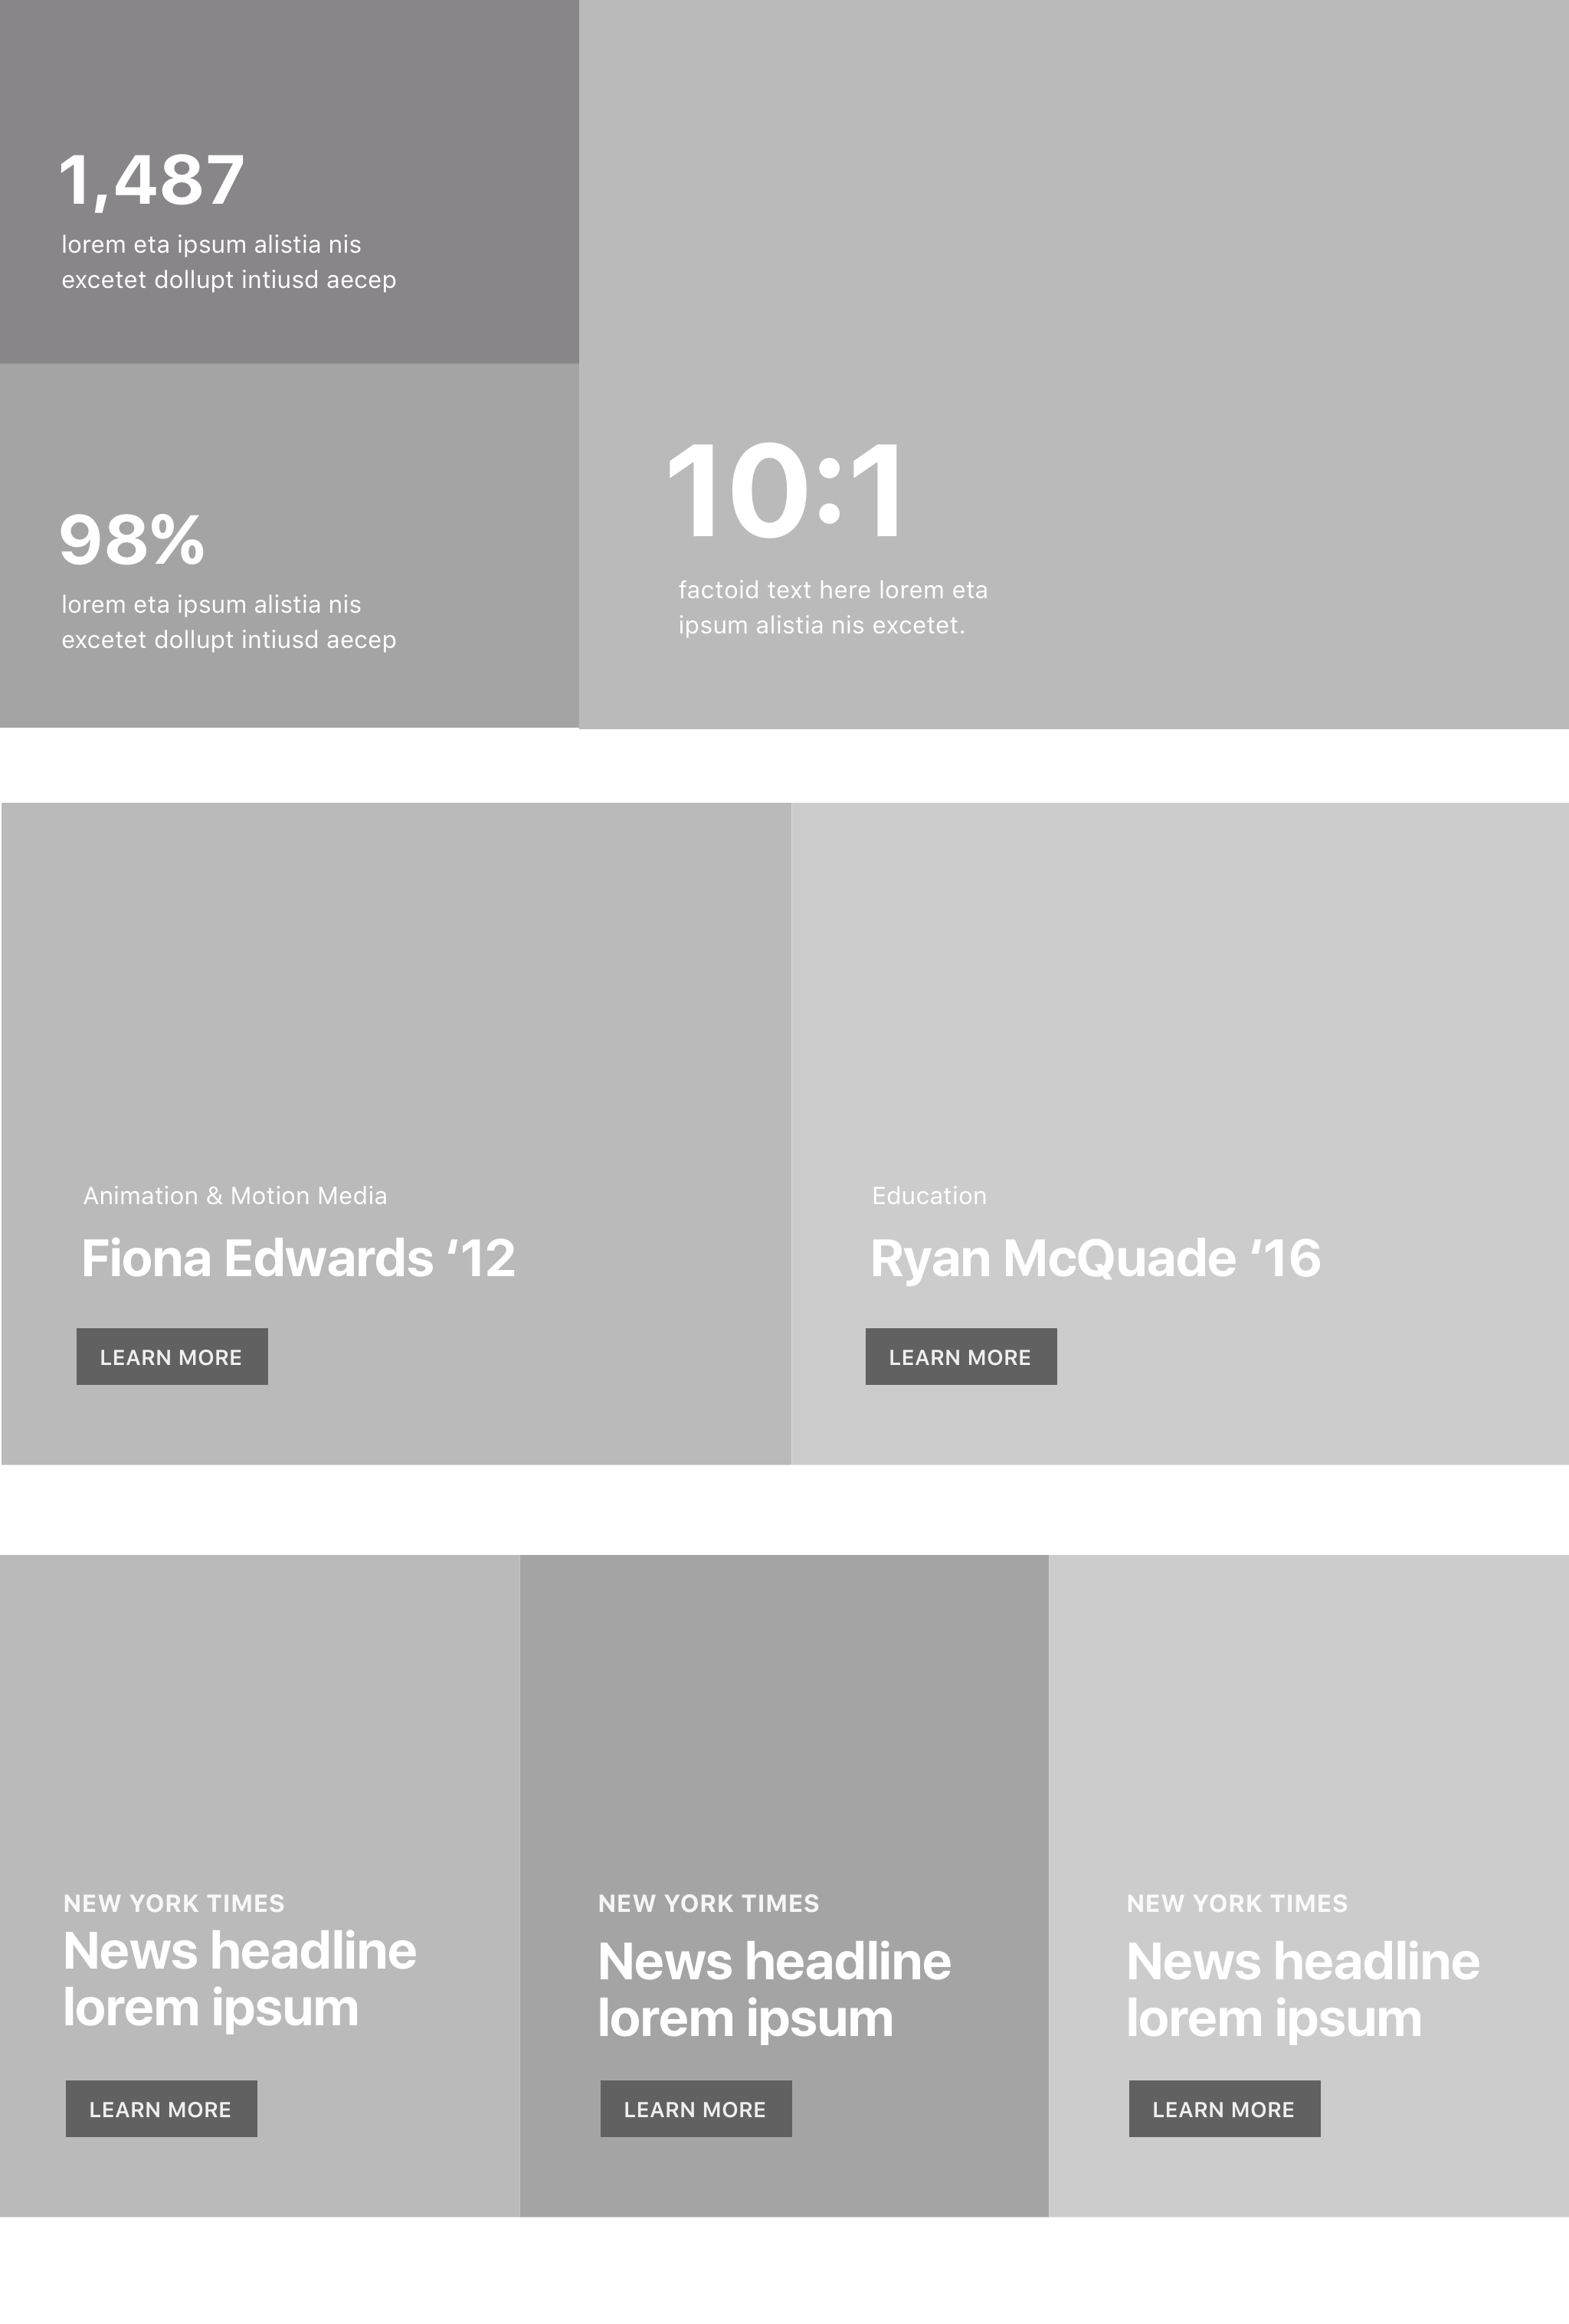 1,487
lorem eta ipsum alistia nis
excetet dollupt intiusd aecep
98%
lorem eta ipsum alistia nis
excetet dollupt intiusd aecep
10:1
factoid text here lorem eta
ipsum alistia nis excetet.
Animation & Motion Media
Fiona Edwards ‘12
LEARN MORE
Education
Ryan McQuade ‘16
LEARN MORE
NEW YORK TIMES
News headline
lorem ipsum
LEARN MORE
NEW YORK TIMES
News headline
lorem ipsum
LEARN MORE
NEW YORK TIMES
News headline
lorem ipsum
LEARN MORE